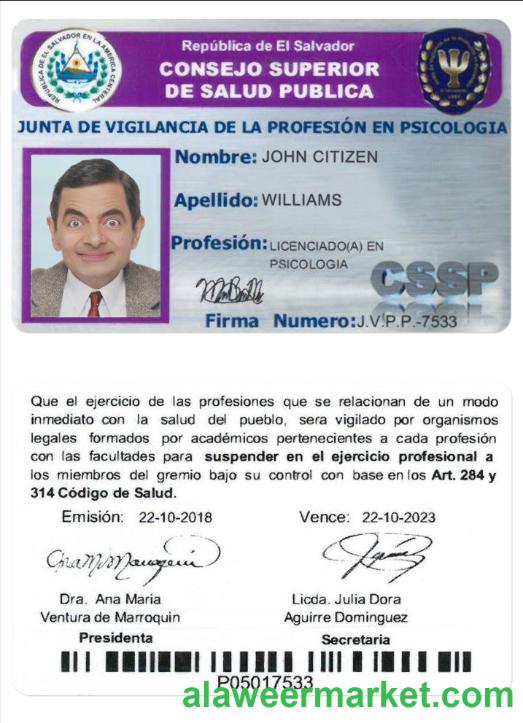 REPUBLICA DE EL SALVADOR EN LA AMERICA CENTRAL
República de El Salvador
CONSEJO SUPERIOR
DE SALUD PUBLICA
JUNTA DE VIGILANCIA DE LA PROFESIÓN EN PSICOLOGIA
Nombre: JOHN CITIZEN
Apellido: WILLIAMS
Profesión: LICENCIADO(A) EN
PSICOLOGIA
CSSP
Firma Numero: J.V.P.P.-7533
Que el ejercicio de las profesiones que se relacionan de un modo
inmediato con la salud del pueblo, sera vigilado por organismos
legales formados por académicos pertenecientes a cada profesión
con las facultades para suspender en el ejercicio profesional a
los miembros del gremio bajo su control con base en los Art. 284 y
314 Código de Salud.
Emisión: 22-10-2018 Vence: 22-10-2023
Dra. Ana Maria Licda. Julia Dora
Ventura de Marroquin Aguirre Dominguez
Presidenta Secretaria
P05017533
alaweermarket.com